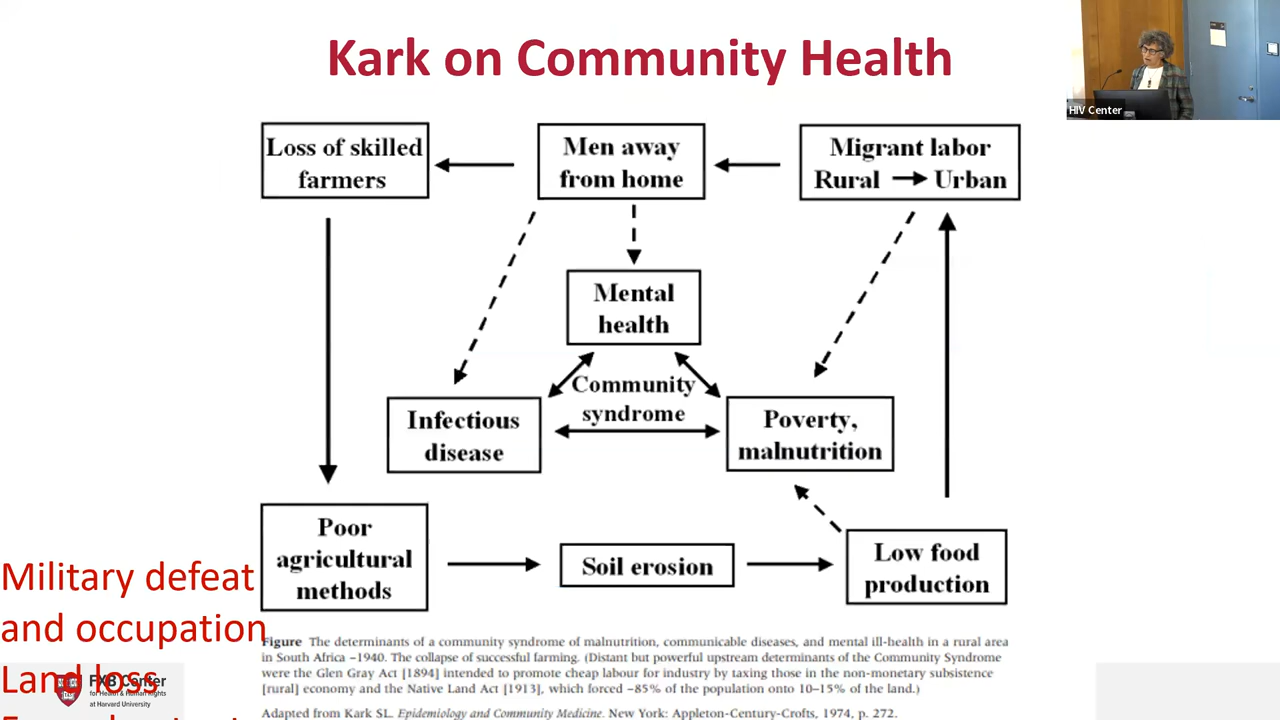 Kark on Community Health
HIV Center
Loss of skilled
farmers
Men away
from home
Migrant labor
Rural → Urban
Mental
health
Community
syndrome
Infectious
disease
Poverty,
malnutrition
Poor
agricultural
methods
Soil erosion
Low food
production
Military defeat
and occupation
Land loss
FXB Center
for Health & Human Rights
at Harvard University
Figure The determinants of a community syndrome of malnutrition, communicable diseases, and mental ill-health in a rural area
in South Africa ~1940. The collapse of successful farming. (Distant but powerful upstream determinants of the Community Syndrome
were the Glen Gray Act [1894] intended to promote cheap labour for industry by taxing those in the non-monetary subsistence
[rural] economy and the Native Land Act [1913], which forced ~85% of the population onto 10–15% of the land.)
Adapted from Kark SL. Epidemiology and Community Medicine. New York: Appleton-Century-Crofts, 1974, p. 272.